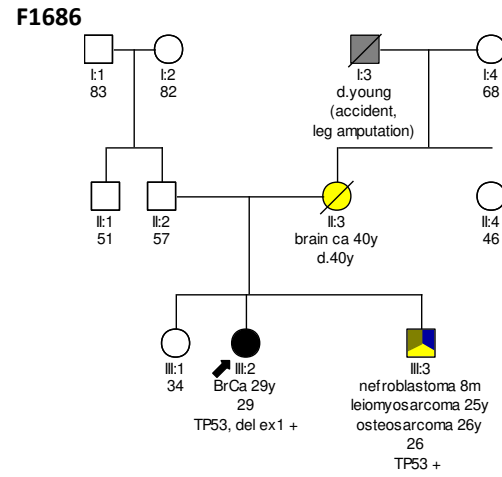 F1686
I:1
83
I:2
82
I:3
d.young
(accident,
leg amputation)
I:4
68
II:1
51
II:2
57
II:3
brain ca 40y
d.40y
II:4
46
III:1
34
III:2
BrCa 29y
29
TP53, del ex1 +
III:3
nefroblastoma 8m
leiomyosarcoma 25y
osteosarcoma 26y
26
TP53 +